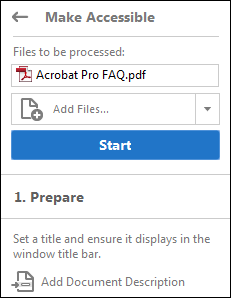 Make Accessible
Files to be processed:
Acrobat Pro FAQ.pdf
Add Files...
Start
1. Prepare
Set a title and ensure it displays in the
window title bar.
Add Document Description